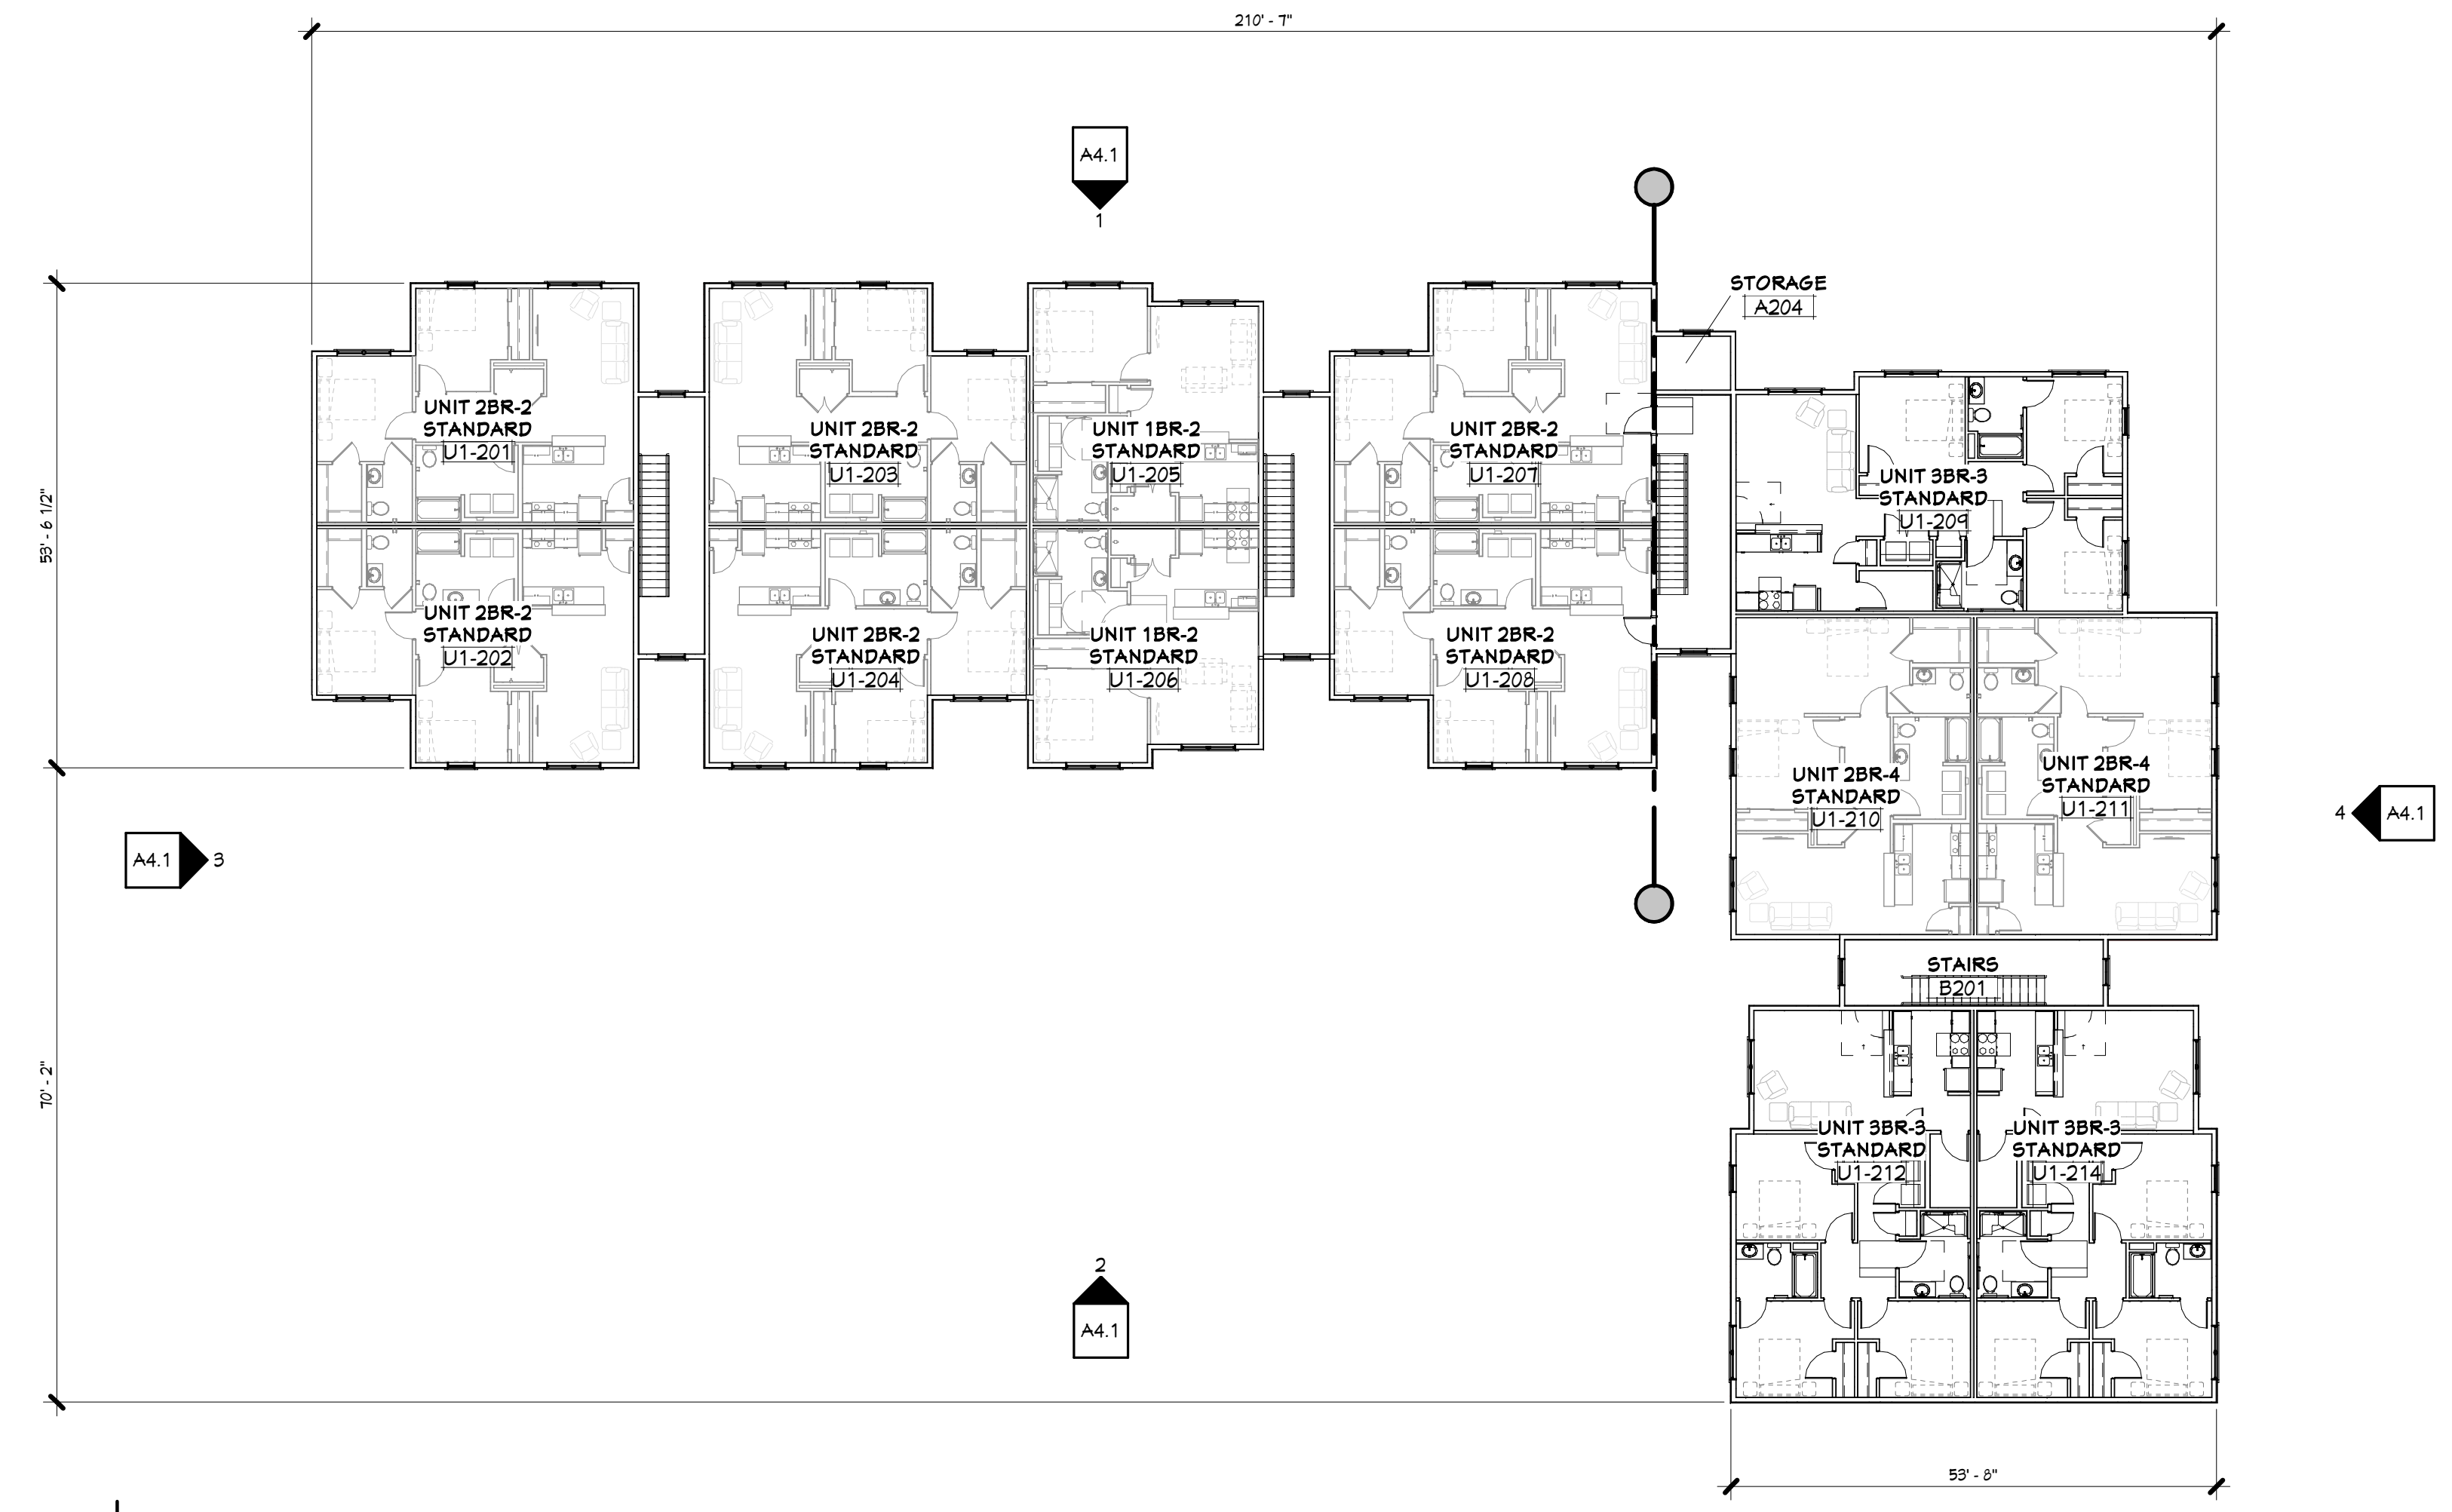 210' - 7"
A4.1
1
STORAGE
A204
53' - 6 1/2"
UNIT 2BR-2
STANDARD
U1-201
UNIT 2BR-2
STANDARD
U1-203
UNIT 1BR-2
STANDARD
U1-205
UNIT 2BR-2
STANDARD
U1-207
UNIT 3BR-3
STANDARD
U1-209
UNIT 2BR-2
STANDARD
U1-202
UNIT 2BR-2
STANDARD
U1-204
UNIT 1BR-2
STANDARD
U1-206
UNIT 2BR-2
STANDARD
U1-208
UNIT 2BR-4
STANDARD
U1-210
UNIT 2BR-4
STANDARD
U1-211
A4.1
3
4
A4.1
STAIRS
B201
70' - 2"
UNIT 3BR-3
STANDARD
U1-212
UNIT 3BR-3
STANDARD
U1-214
2
A4.1
53' - 8"